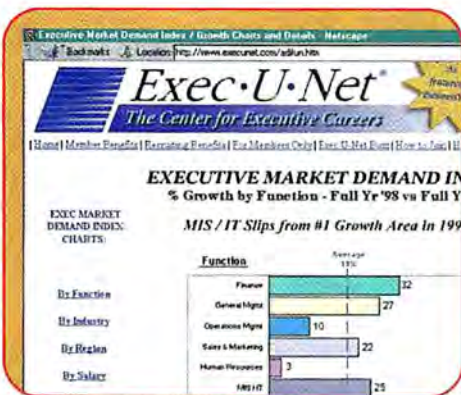 Executive Market Demand Index / Growth Charts and Details - Netscape
Bookmarks Location: http://www.execunet.com/adifun.htm
Exec·U·Net®
The Center for Executive Careers
| Home | Member Benefits | Recruiting Benefits | For Members Only | Exec-U-Net Bum | How to Join | H
EXECUTIVE MARKET DEMAND IN
% Growth by Function - Full Yr '98 vs Full Y
MIS / IT Slips from #1 Growth Area in 199
EXEC MARKET
DEMAND INDEX
CHARTS:
By Function
By Industry
By Region
By Salary
Function
Average
Finance 32
General Mgmt 27
Operations Mgmt 10
Sales & Marketing 22
Human Resources 3
MIS / IT 25